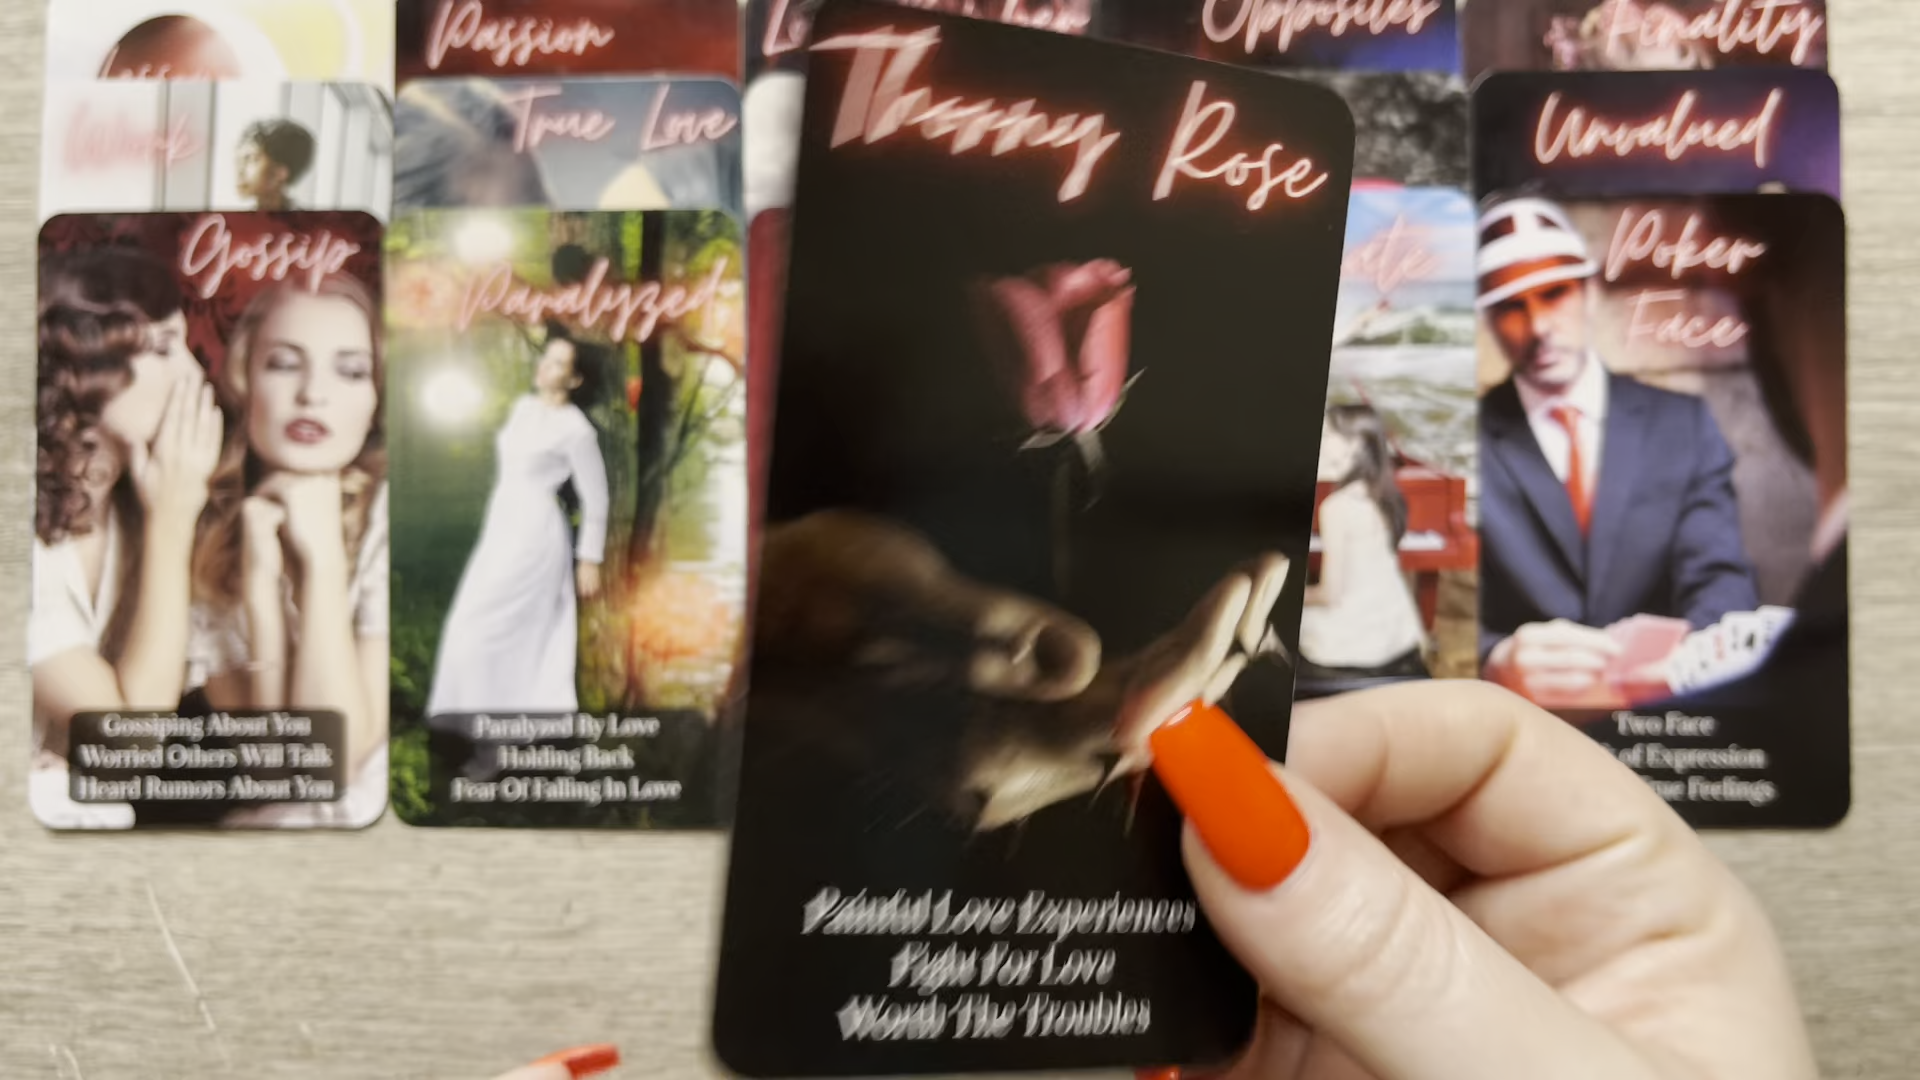 Passion
Opposites
Finality
Work
True Love
Thorny Rose
Unvalued
Gossip
Paralyzed
Poker
Face
Gossiping About You
Worried Others Will Talk
Heard Rumors About You
Paralyzed By Love
Holding Back
Fear Of Falling In Love
Two Face
of Expression
Feelings
Painful Love Experiences
Fight For Love
Worth The Troubles